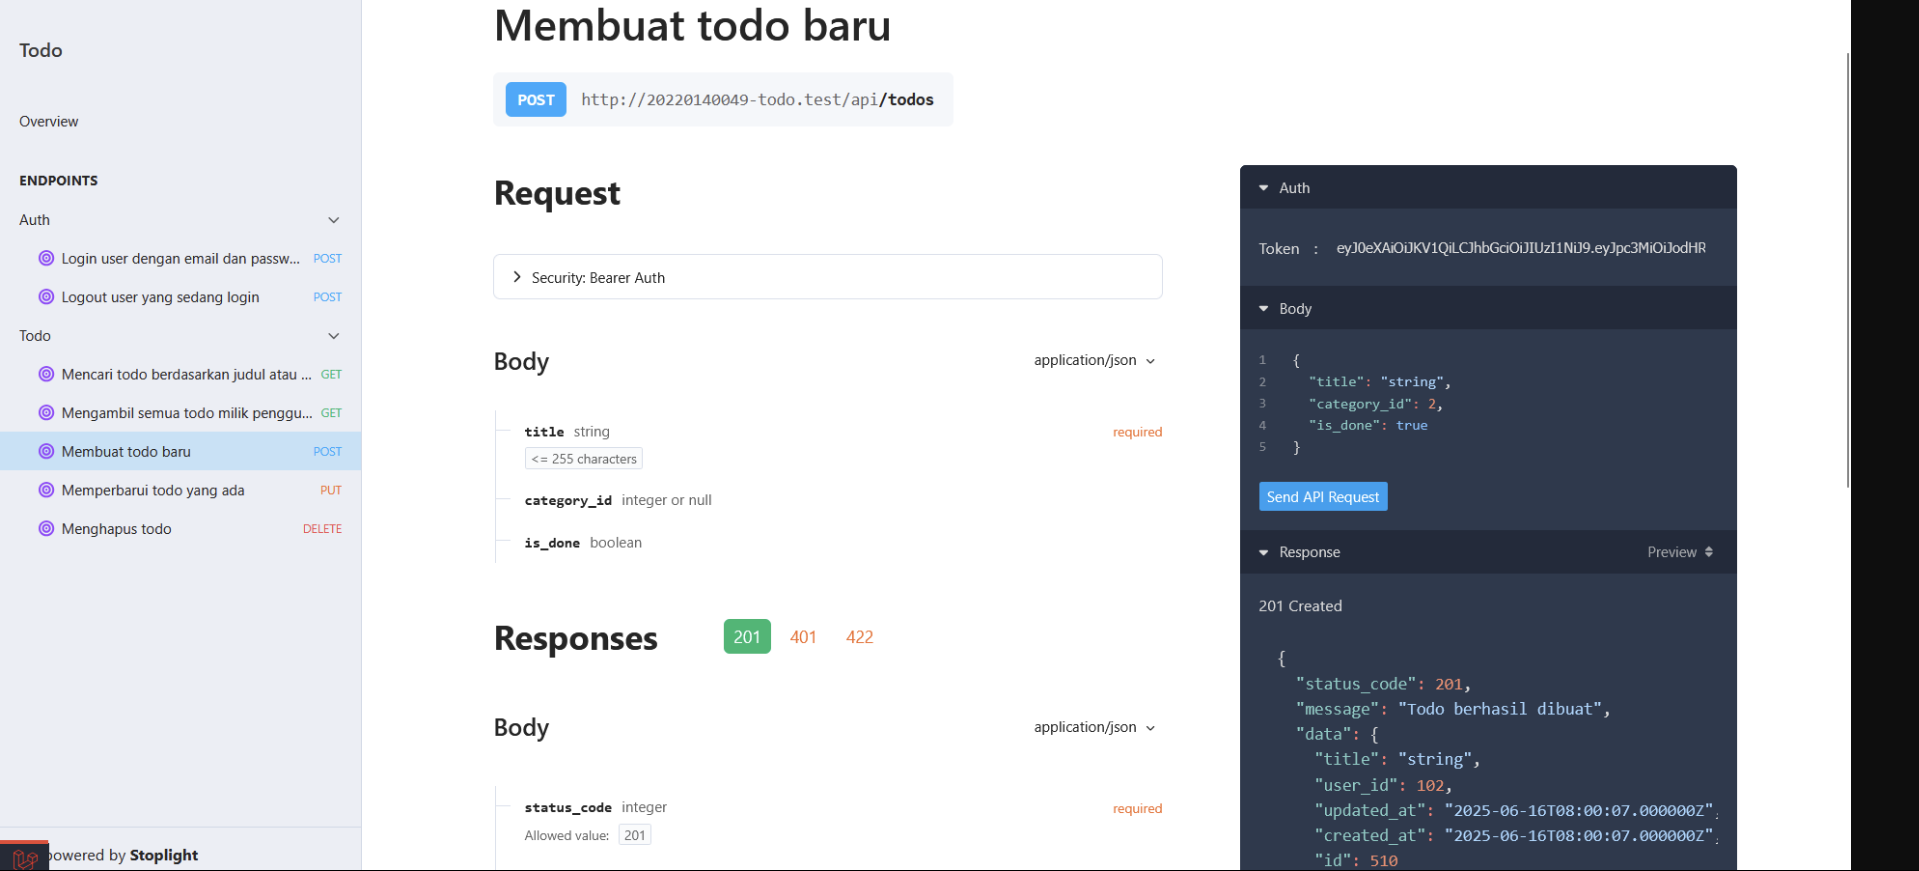 Todo
Overview
ENDPOINTS
Auth
Login user dengan email dan passw... POST
Logout user yang sedang login POST
Todo
Mencari todo berdasarkan judul atau ... GET
Mengambil semua todo milik penggu... GET
Membuat todo baru POST
Memperbarui todo yang ada PUT
Menghapus todo DELETE
powered by Stoplight
Membuat todo baru
POST http://20220140049-todo.test/api/todos
Request
Security: Bearer Auth
Body application/json
title string required
<= 255 characters
category_id integer or null
is_done boolean
Responses 201 401 422
Body application/json
status_code integer required
Allowed value: 201
Auth
Token : eyJ0eXAiOiJKV1QiLCJhbGciOiJIUzI1NiJ9.eyJpc3MiOiJodHR
Body
1 {
2 "title": "string",
3 "category_id": 2,
4 "is_done": true
5 }
Send API Request
Response Preview
201 Created
{
"status_code": 201,
"message": "Todo berhasil dibuat",
"data": {
"title": "string",
"user_id": 102,
"updated_at": "2025-06-16T08:00:07.000000Z",
"created_at": "2025-06-16T08:00:07.000000Z",
"id": 510